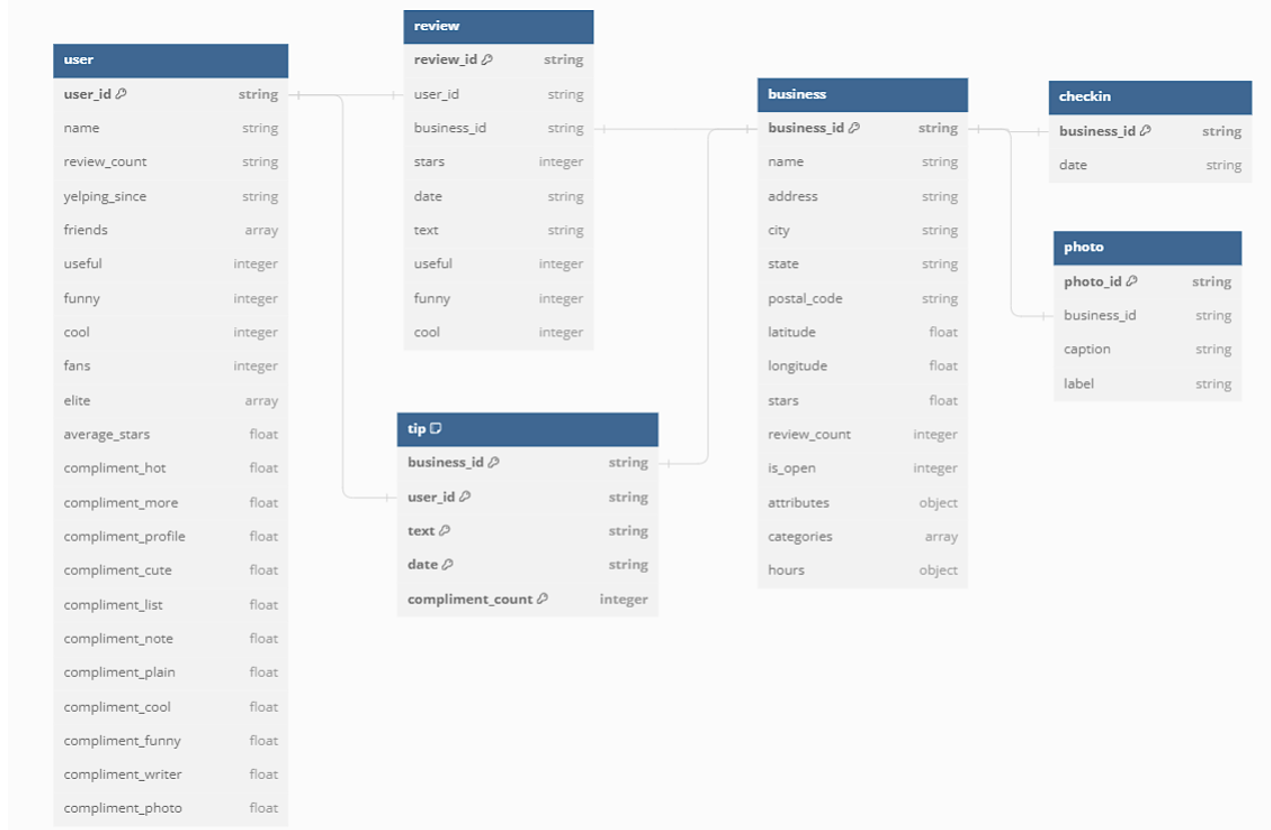 user
user_id string
name string
review_count string
yelping_since string
friends array
useful integer
funny integer
cool integer
fans integer
elite array
average_stars float
compliment_hot float
compliment_more float
compliment_profile float
compliment_cute float
compliment_list float
compliment_note float
compliment_plain float
compliment_cool float
compliment_funny float
compliment_writer float
compliment_photo float
review
review_id string
user_id string
business_id string
stars integer
date string
text string
useful integer
funny integer
cool integer
tip
business_id string
user_id string
text string
date string
compliment_count integer
business
business_id string
name string
address string
city string
state string
postal_code string
latitude float
longitude float
stars float
review_count integer
is_open integer
attributes object
categories array
hours object
checkin
business_id string
date string
photo
photo_id string
business_id string
caption string
label string